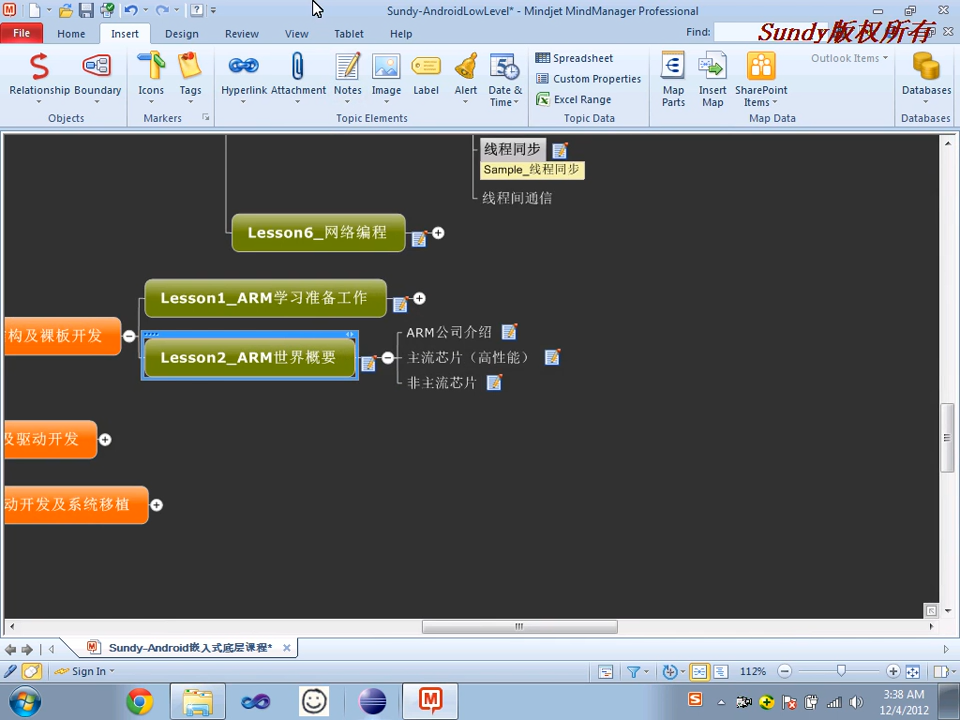 Sundy-AndroidLowLevel* - Mindjet MindManager Professional
File Home Insert Design Review View Tablet Help Find:
Sundy版权所有
Relationship Boundary Icons Tags Hyperlink Attachment Notes Image Label Alert Date & Time
Spreadsheet
Custom Properties
Excel Range
Map Parts
Insert Map
SharePoint Items
Outlook Items
Databases
Objects Markers Topic Elements Topic Data Map Data Databases
线程同步
Sample_线程同步
线程间通信
Lesson6_网络编程
Lesson1_ARM学习准备工作
构及裸板开发
Lesson2_ARM世界概要
ARM公司介绍
主流芯片（高性能）
非主流芯片
及驱动开发
动开发及系统移植
Sundy-Android嵌入式底层课程*
Sign In
112%
3:38 AM
12/4/2012